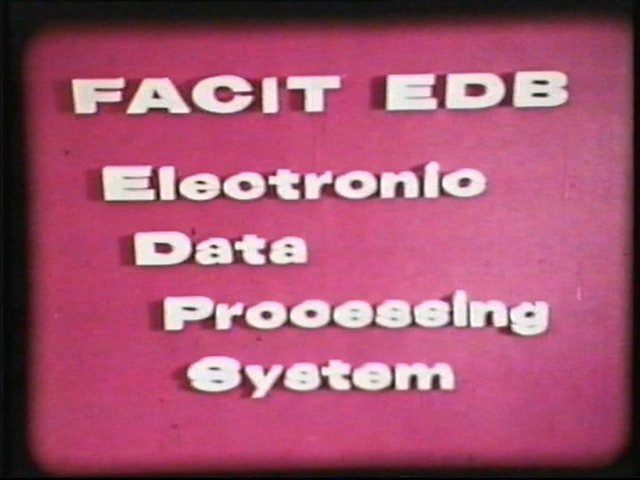 FACIT EDB
Electronic
Data
Processing
System